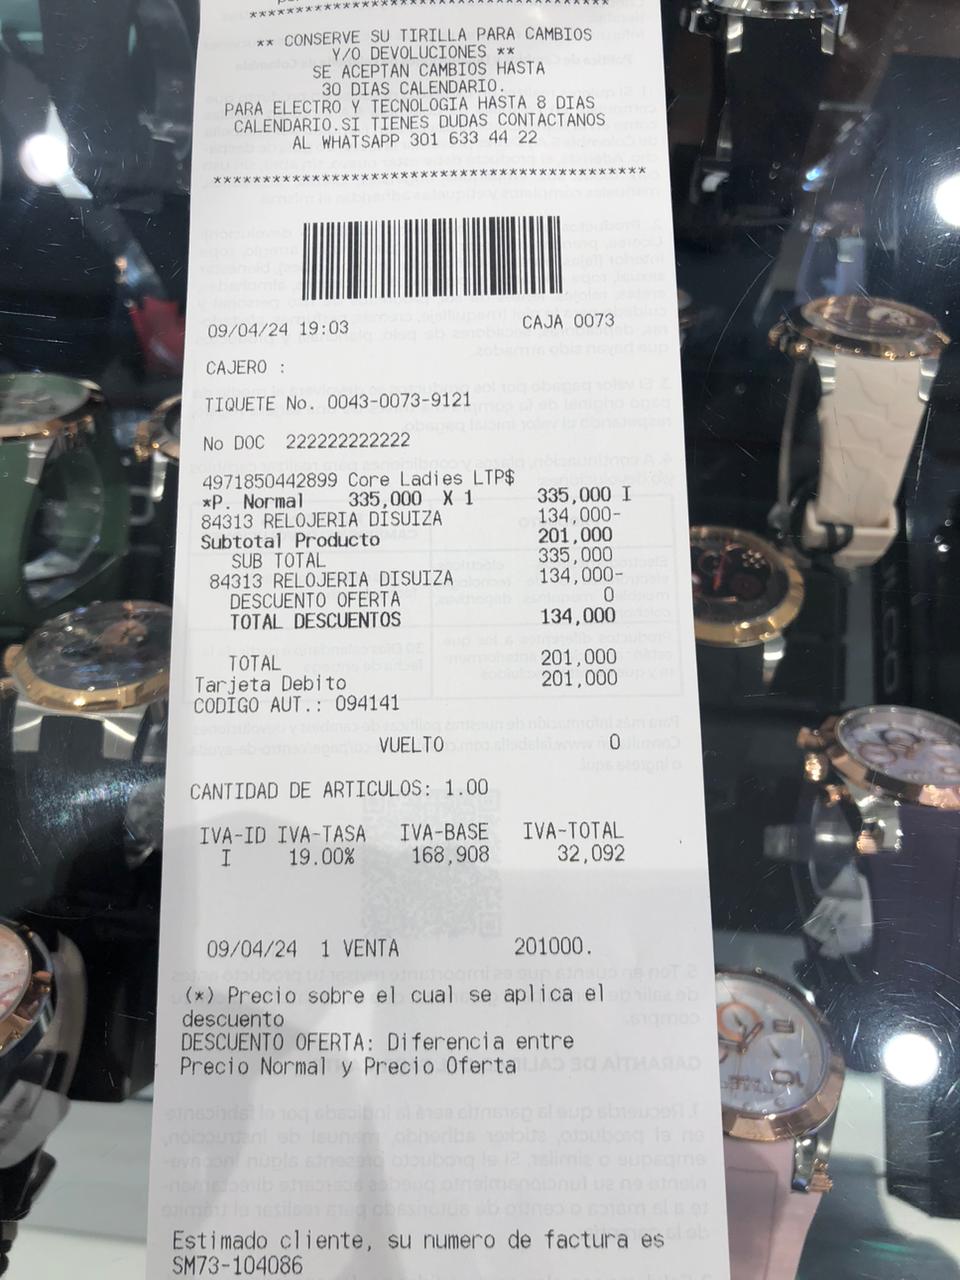 ****************************************
** CONSERVE SU TIRILLA PARA CAMBIOS
Y/O DEVOLUCIONES **
SE ACEPTAN CAMBIOS HASTA
30 DIAS CALENDARIO.
PARA ELECTRO Y TECNOLOGIA HASTA 8 DIAS
CALENDARIO.SI TIENES DUDAS CONTACTANOS
AL WHATSAPP 301 633 44 22
****************************************
09/04/24 19:03 CAJA 0073
CAJERO :
TIQUETE No. 0043-0073-9121
No DOC 222222222222
4971850442899 Core Ladies LTP$
*P. Normal 335,000 X 1 335,000 I
84313 RELOJERIA DISUIZA 134,000-
Subtotal Producto 201,000
SUB TOTAL 335,000
84313 RELOJERIA DISUIZA 134,000-
DESCUENTO OFERTA 0
TOTAL DESCUENTOS 134,000
TOTAL 201,000
Tarjeta Debito 201,000
CODIGO AUT.: 094141
VUELTO 0
CANTIDAD DE ARTICULOS: 1.00
IVA-ID IVA-TASA IVA-BASE IVA-TOTAL
I 19.00% 168,908 32,092
09/04/24 1 VENTA 201000.
(*) Precio sobre el cual se aplica el
descuento
DESCUENTO OFERTA: Diferencia entre
Precio Normal y Precio Oferta
Estimado cliente, su numero de factura es
SM73-104086